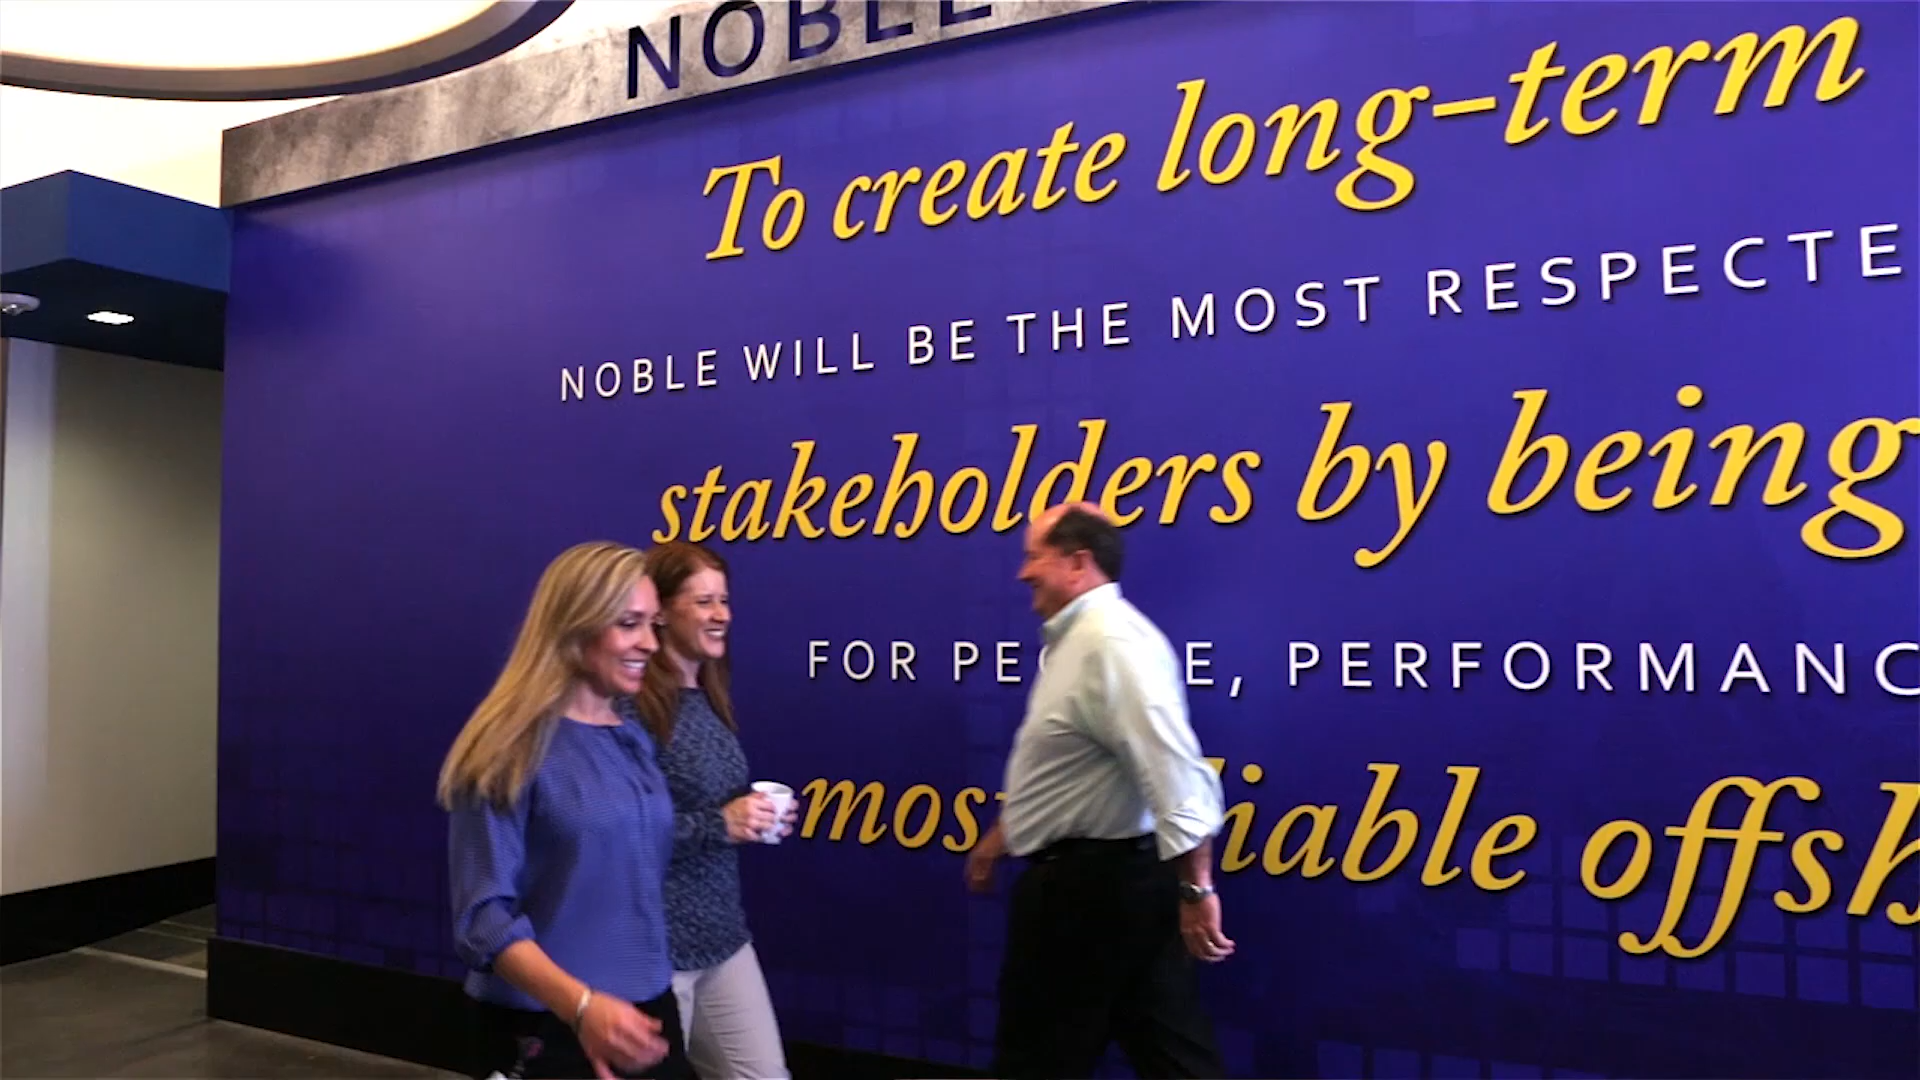 NOBLE
To create long-term
NOBLE WILL BE THE MOST RESPECTE
stakeholders by being
FOR PE E, PERFORMANC
mos iable offsh